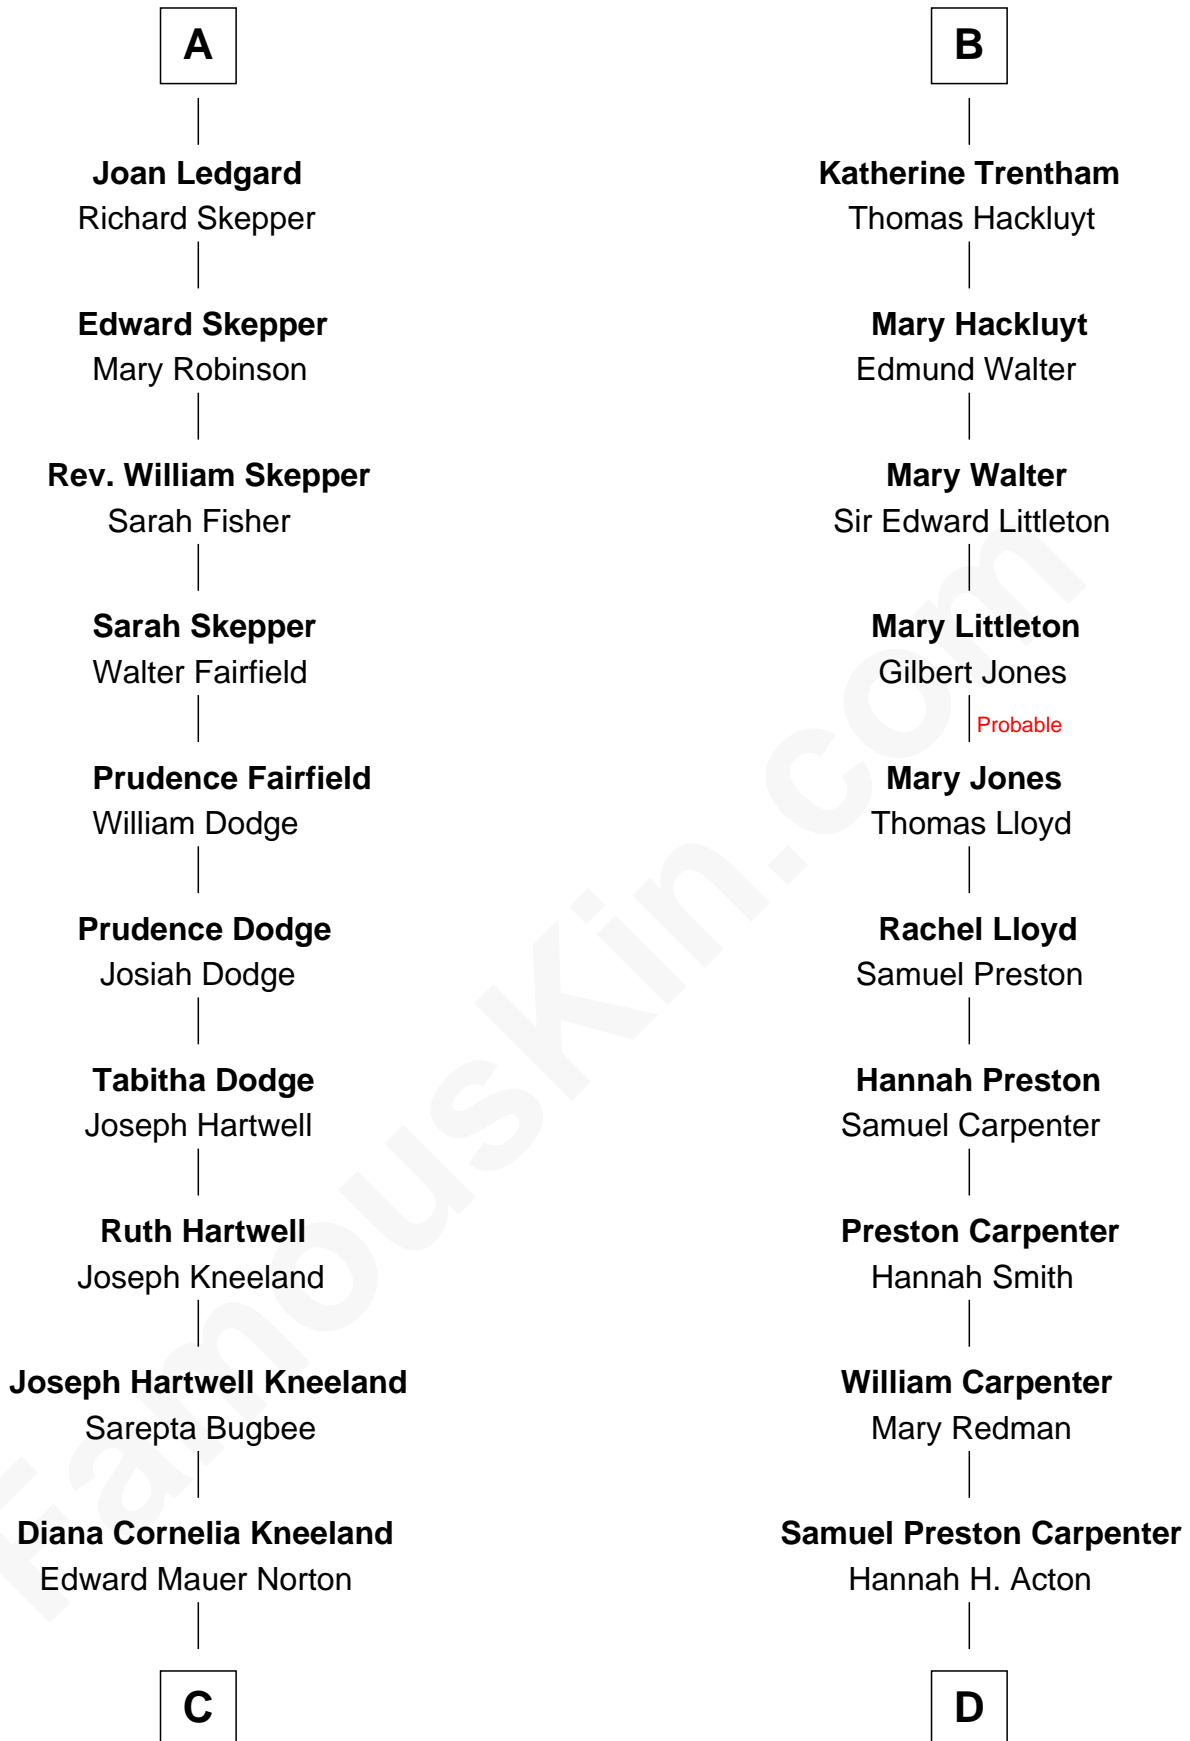 A
Joan Ledgard
Richard Skepper
Edward Skepper
Mary Robinson
Rev. William Skepper
Sarah Fisher
Sarah Skepper
Walter Fairfield
Prudence Fairfield
William Dodge
Prudence Dodge
Josiah Dodge
Tabitha Dodge
Joseph Hartwell
Ruth Hartwell
Joseph Kneeland
Joseph Hartwell Kneeland
Sarepta Bugbee
Diana Cornelia Kneeland
Edward Mauer Norton
C
B
Katherine Trentham
Thomas Hackluyt
Mary Hackluyt
Edmund Walter
Mary Walter
Sir Edward Littleton
Mary Littleton
Gilbert Jones
Probable
Mary Jones
Thomas Lloyd
Rachel Lloyd
Samuel Preston
Hannah Preston
Samuel Carpenter
Preston Carpenter
Hannah Smith
William Carpenter
Mary Redman
Samuel Preston Carpenter
Hannah H. Acton
D
FamousKin.com